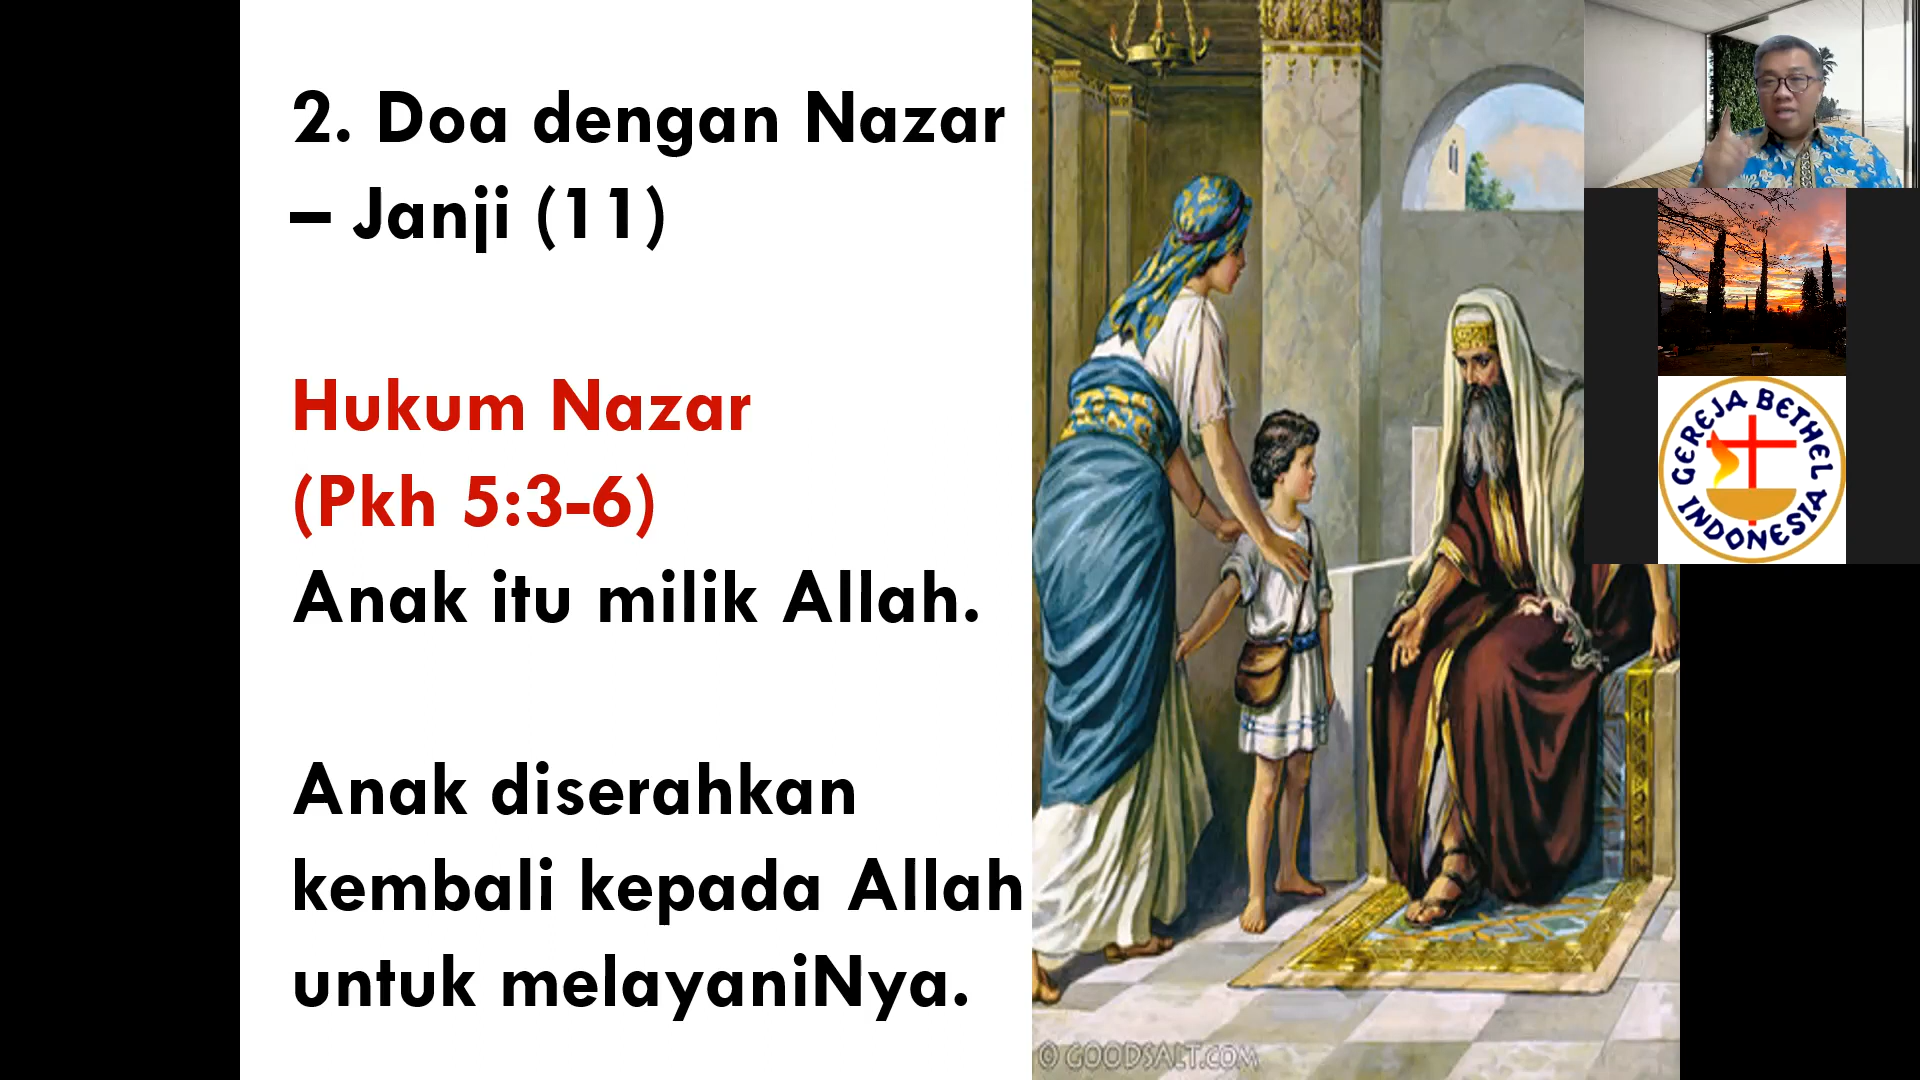 2. Doa dengan Nazar
– Janji (11)
Hukum Nazar
(Pkh 5:3-6)
Anak itu milik Allah.
Anak diserahkan
kembali kepada Allah
untuk melayaniNya.
GEREJA BETHEL
INDONESIA
© GOODSALT.COM